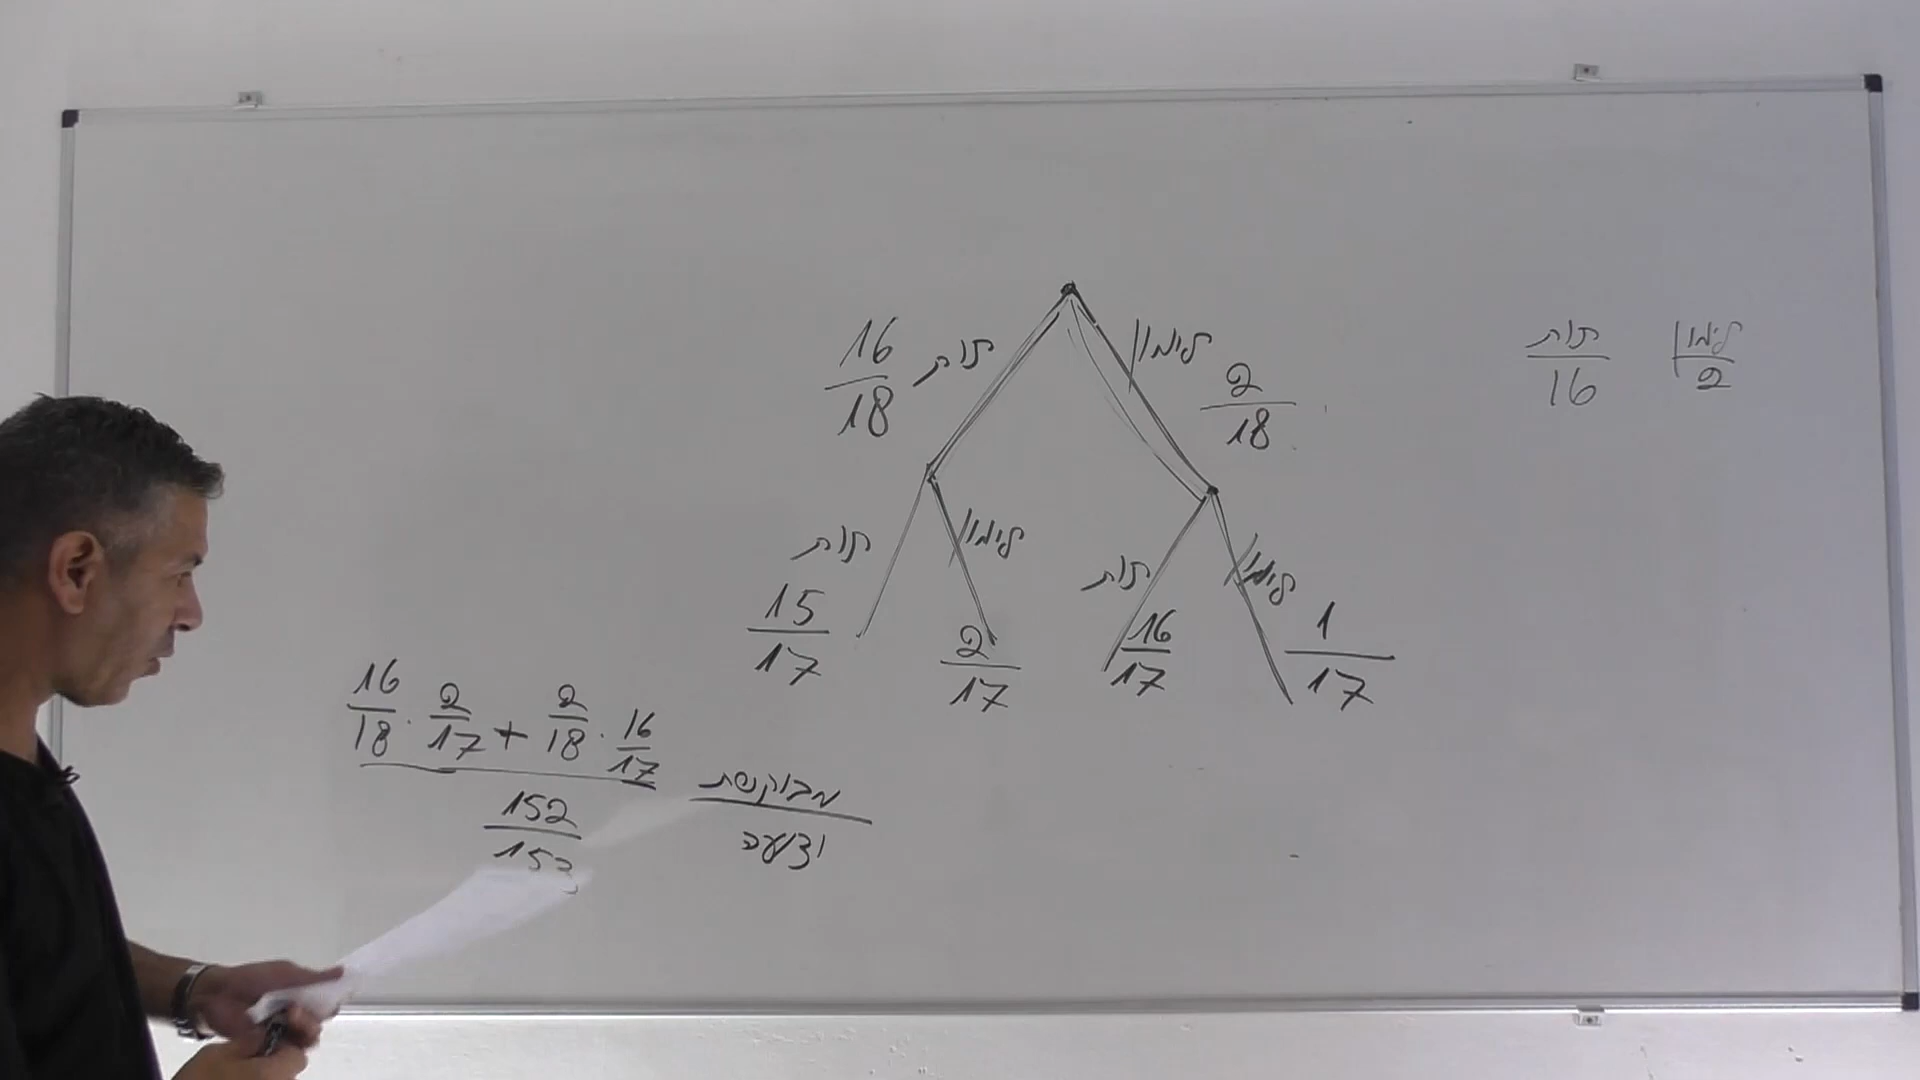 תות לימון
16 2
16/18 תות לימון 2/18
תות לימון תות לימון
15/17 2/17 16/17 1/17
16/18 · 2/17 + 2/18 · 16/17
152/153
מבוקשת
ידועה